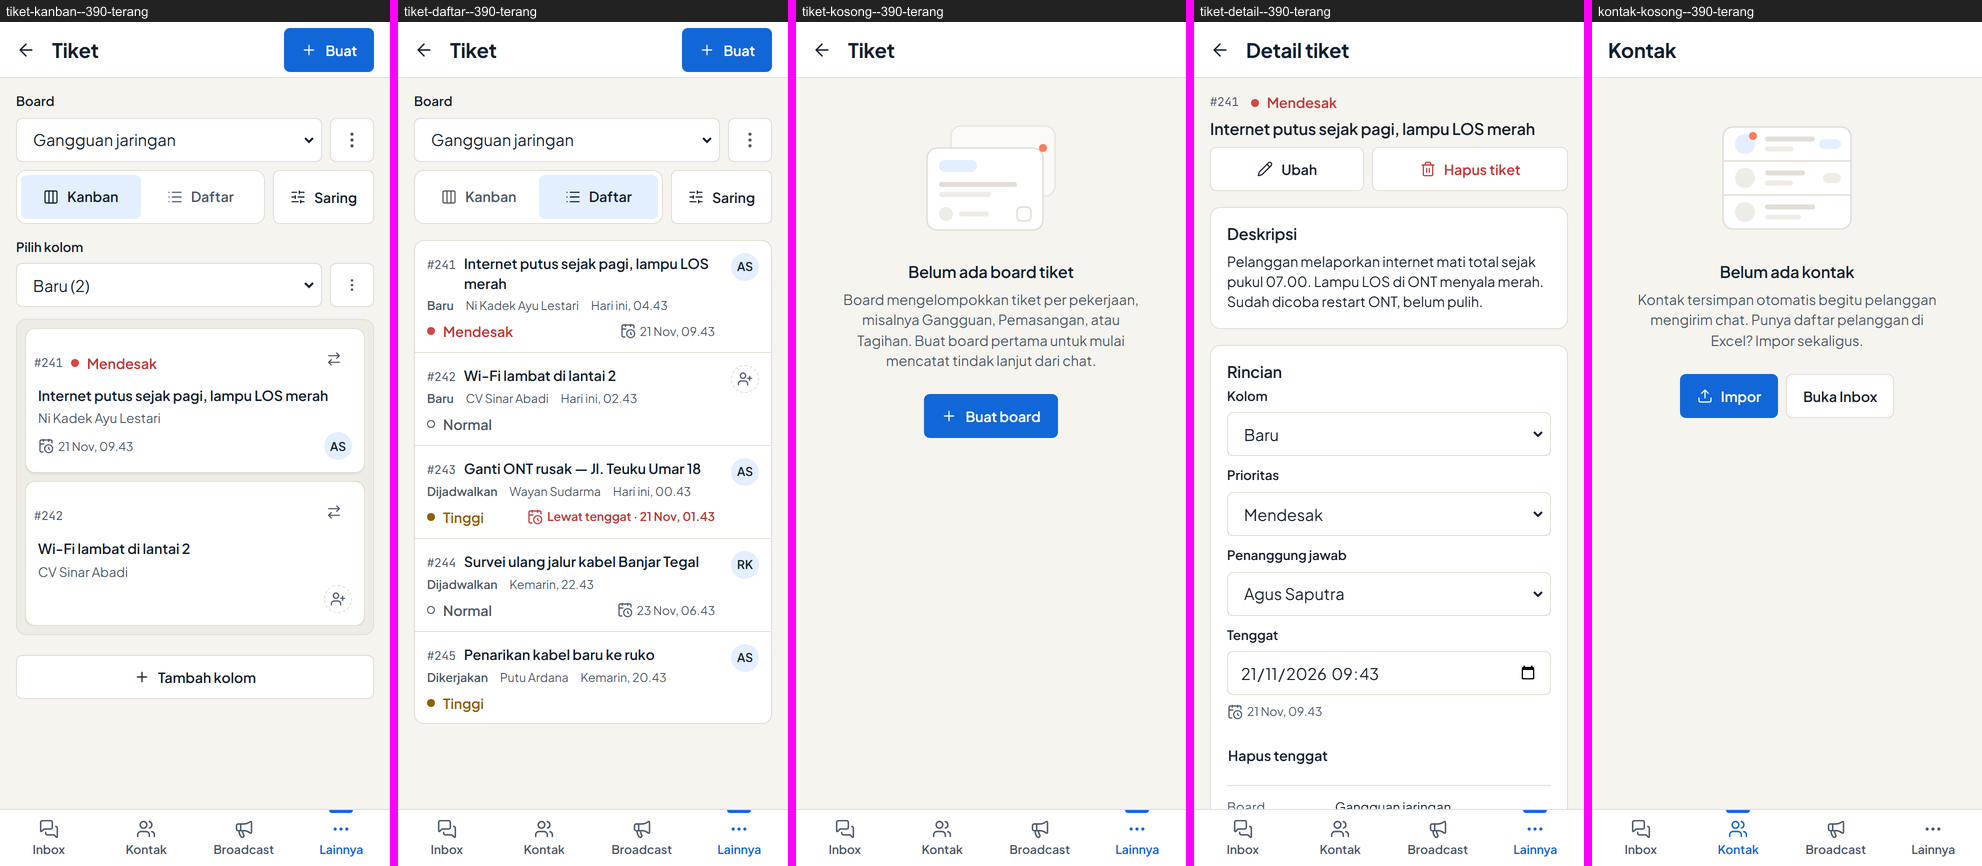 tiket-kanban--390-terang
Tiket
+ Buat
Board
Gangguan jaringan
Kanban
Daftar
Saring
Pilih kolom
Baru (2)
#241
Mendesak
Internet putus sejak pagi, lampu LOS merah
Ni Kadek Ayu Lestari
21 Nov, 09.43
AS
#242
Wi-Fi lambat di lantai 2
CV Sinar Abadi
+ Tambah kolom
Inbox
Kontak
Broadcast
Lainnya
tiket-daftar--390-terang
Tiket
+ Buat
Board
Gangguan jaringan
Kanban
Daftar
Saring
#241 Internet putus sejak pagi, lampu LOS
merah
AS
Baru Ni Kadek Ayu Lestari Hari ini, 04.43
Mendesak
21 Nov, 09.43
#242 Wi-Fi lambat di lantai 2
Baru CV Sinar Abadi Hari ini, 02.43
Normal
#243 Ganti ONT rusak — Jl. Teuku Umar 18
AS
Dijadwalkan Wayan Sudarma Hari ini, 00.43
Tinggi
Lewat tenggat · 21 Nov, 01.43
#244 Survei ulang jalur kabel Banjar Tegal
RK
Dijadwalkan Kemarin, 22.43
Normal
23 Nov, 06.43
#245 Penarikan kabel baru ke ruko
AS
Dikerjakan Putu Ardana Kemarin, 20.43
Tinggi
Inbox
Kontak
Broadcast
Lainnya
tiket-kosong--390-terang
Tiket
Belum ada board tiket
Board mengelompokkan tiket per pekerjaan,
misalnya Gangguan, Pemasangan, atau
Tagihan. Buat board pertama untuk mulai
mencatat tindak lanjut dari chat.
+ Buat board
Inbox
Kontak
Broadcast
Lainnya
tiket-detail--390-terang
Detail tiket
#241
Mendesak
Internet putus sejak pagi, lampu LOS merah
Ubah
Hapus tiket
Deskripsi
Pelanggan melaporkan internet mati total sejak
pukul 07.00. Lampu LOS di ONT menyala merah.
Sudah dicoba restart ONT, belum pulih.
Rincian
Kolom
Baru
Prioritas
Mendesak
Penanggung jawab
Agus Saputra
Tenggat
21/11/2026 09:43
21 Nov, 09.43
Hapus tenggat
Board
Gangguan jaringan
Inbox
Kontak
Broadcast
Lainnya
kontak-kosong--390-terang
Kontak
Belum ada kontak
Kontak tersimpan otomatis begitu pelanggan
mengirim chat. Punya daftar pelanggan di
Excel? Impor sekaligus.
Impor
Buka Inbox
Inbox
Kontak
Broadcast
Lainnya